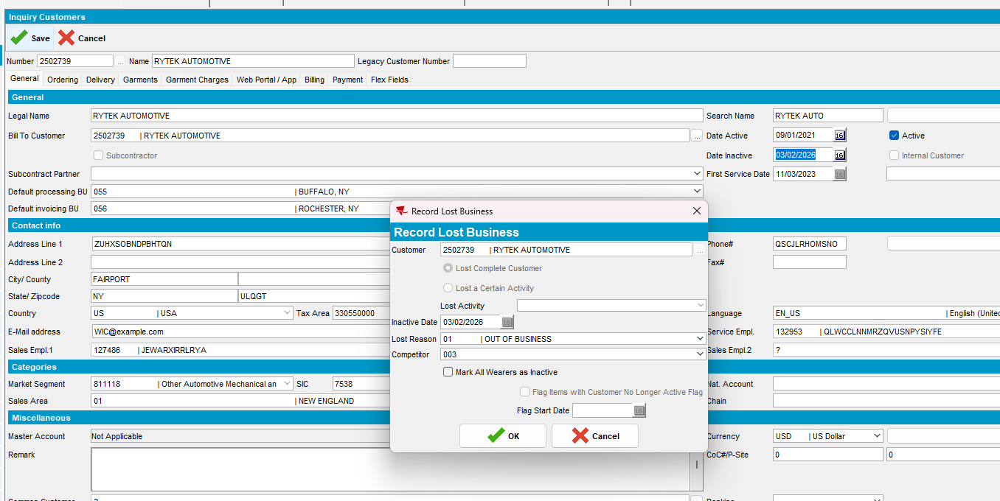 Inquiry Customers
Save Cancel
Number 2502739 ... Name RYTEK AUTOMOTIVE Legacy Customer Number
General Ordering Delivery Garments Garment Charges Web Portal / App Billing Payment Flex Fields
General
Legal Name RYTEK AUTOMOTIVE Search Name RYTEK AUTO
Bill To Customer 2502739 | RYTEK AUTOMOTIVE ... Date Active 09/01/2021 16 Active
Subcontractor Date Inactive 03/02/2026 16 Internal Customer
Subcontract Partner First Service Date 11/03/2023 16
Default processing BU 055 | BUFFALO, NY
Default invoicing BU 056 | ROCHESTER, NY
Contact info
Address Line 1 ZUHXSOBNDPBHTQN Phone# QSCJLRHOMSNO
Address Line 2 Fax#
City/ County FAIRPORT
State/ Zipcode NY ULQGT
Country US | USA Tax Area 330550000 Language EN_US | English (United
E-Mail address WIC@example.com Service Empl. 132953 | QLWCCLNNMRZQVUSNPYSIYFE
Sales Empl.1 127486 | JEWARXIRRLRYA Sales Empl.2 ?
Categories
Market Segment 811118 | Other Automotive Mechanical an SIC 7538 Nat. Account
Sales Area 01 | NEW ENGLAND Chain
Miscellaneous
Master Account Not Applicable Currency USD | US Dollar
Remark CoC#/P-Site 0 0
Record Lost Business
Record Lost Business
Customer 2502739 | RYTEK AUTOMOTIVE ...
Lost Complete Customer
Lost a Certain Activity
Lost Activity
Inactive Date 03/02/2026 16
Lost Reason 01 | OUT OF BUSINESS
Competitor 003
Mark All Wearers as Inactive
Flag Items with Customer No Longer Active Flag
Flag Start Date 16
OK Cancel